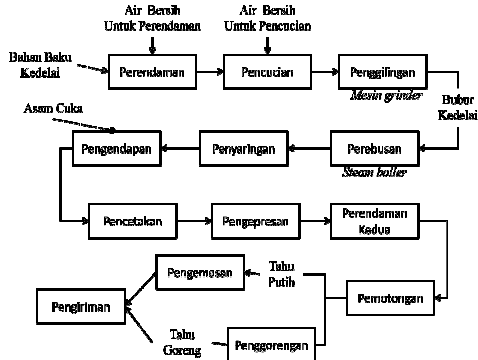 Air Bersih
Untuk Perendaman
Air Bersih
Untuk Pencucian
Bahan Baku
Kedelai
Perendaman
Pencucian
Penggilingan
Mesin grinder
Bubur
Kedelai
Asam Cuka
Pengendapan
Penyaringan
Perebusan
Steam boiler
Pencetakan
Pengepresan
Perendaman
Kedua
Pengemasan
Tahu
Putih
Pemotongan
Pengiriman
Tahu
Goreng
Penggorengan